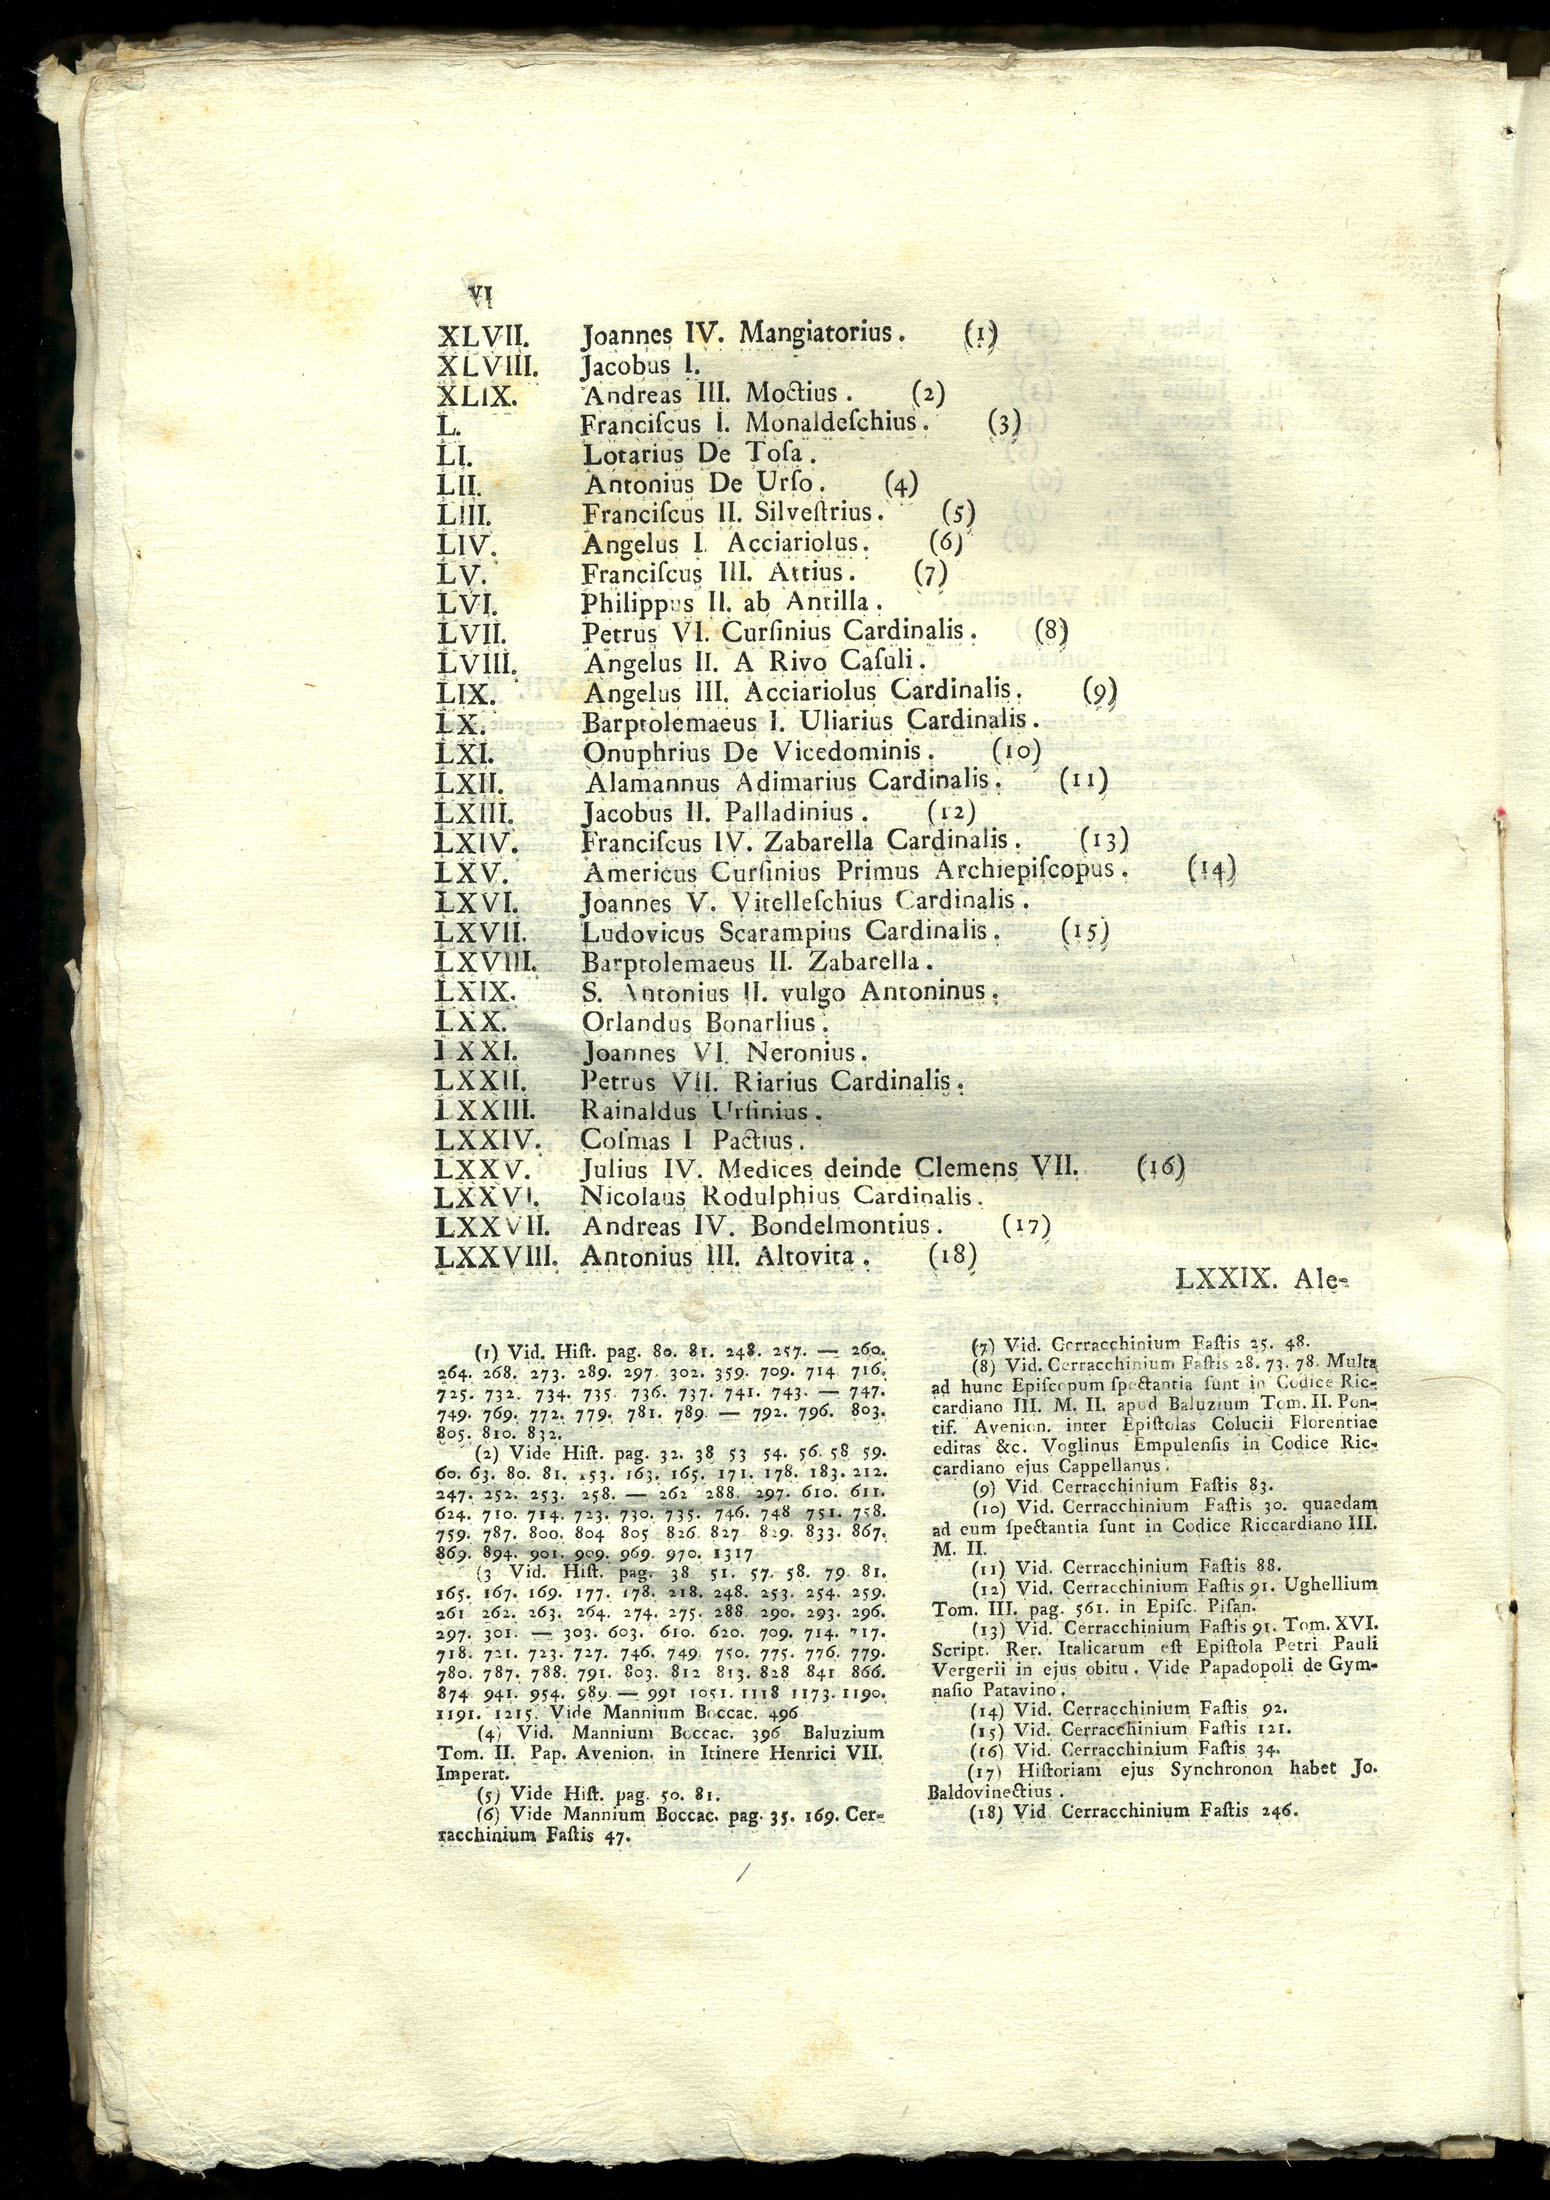 VI
XLVII. Joannes IV. Mangiatorius. (1)
XLVIII. Jacobus I.
XLIX. Andreas III. Moctius. (2)
L. Franciſcus I. Monaldeſchius. (3)
LI. Lotarius De Toſa.
LII. Antonius De Urſo. (4)
LIII. Franciſcus II. Silveſtrius. (5)
LIV. Angelus I. Acciariolus. (6)
LV. Franciſcus III. Attius. (7)
LVI. Philippus II. ab Antilla.
LVII. Petrus VI. Curſinius Cardinalis. (8)
LVIII. Angelus II. A Rivo Caſuli.
LIX. Angelus III. Acciariolus Cardinalis. (9)
LX. Barptolemaeus I. Uliarius Cardinalis.
LXI. Onuphrius De Vicedominis. (10)
LXII. Alamannus Adimarius Cardinalis. (11)
LXIII. Jacobus II. Palladinius. (12)
LXIV. Franciſcus IV. Zabarella Cardinalis. (13)
LXV. Americus Curſinius Primus Archiepiſcopus. (14)
LXVI. Joannes V. Vitelleſchius Cardinalis.
LXVII. Ludovicus Scarampius Cardinalis. (15)
LXVIII. Barptolemaeus II. Zabarella.
LXIX. S. Antonius II. vulgo Antoninus.
LXX. Orlandus Bonarlius.
LXXI. Joannes VI. Neronius.
LXXII. Petrus VII. Riarius Cardinalis.
LXXIII. Rainaldus Urſinius.
LXXIV. Coſmas I Pactius.
LXXV. Julius IV. Medices deinde Clemens VII. (16)
LXXVI. Nicolaus Rodulphius Cardinalis.
LXXVII. Andreas IV. Bondelmontius. (17)
LXXVIII. Antonius III. Altovita. (18)
LXXIX. Ale-
(1) Vid. Hiſt. pag. 80. 81. 248. 257. — 260.
264. 268. 273. 289. 297. 302. 359. 709. 714. 716.
725. 732. 734. 735. 736. 737. 741. 743. — 747.
749. 769. 772. 779. 781. 789. — 792. 796. 803.
805. 810. 832.
(2) Vide Hiſt. pag. 32. 38 53 54. 56. 58 59.
60. 63. 80. 81. 153. 163. 165. 171. 178. 183. 212.
247. 252. 253. 258. — 262 288. 297. 610. 611.
624. 710. 714. 723. 730. 735. 746. 748 751. 758.
759. 787. 800. 804 805 826 827 829. 833. 867.
869. 894. 901. 909. 969. 970. 1317
(3 Vid. Hiſt. pag. 38 51. 57. 58. 79. 81.
165. 167. 169. 177. 178. 218. 248. 253. 254. 259.
261 262. 263. 264. 274. 275. 288 290. 293. 296.
297. 301. — 303. 603. 610. 620. 709. 714. 717.
718. 721. 723. 727. 746. 749. 750. 775. 776. 779.
780. 787. 788. 791. 803. 812 813. 828 841 866.
874 941. 954. 989. — 991 1051. 1118 1173. 1190.
1191. 1215. Vide Mannium Boccac. 496
(4) Vid. Mannium Boccac. 396 Baluzium
Tom. II. Pap. Avenion. in Itinere Henrici VII.
Imperat.
(5) Vide Hiſt. pag. 50. 81.
(6) Vide Mannium Boccac. pag. 35. 169. Cer-
racchinium Faſtis 47.
(7) Vid. Cerracchinium Faſtis 25. 48.
(8) Vid. Cerracchinium Faſtis 28. 73. 78. Multa
ad hunc Epiſcopum ſpectantia ſunt in Codice Ric-
cardiano III. M. II. apud Baluzium Tom. II. Pon-
tif. Avenion. inter Epiſtolas Colucii Florentiae
editas &c. Voglinus Empulenſis in Codice Ric-
cardiano ejus Cappellanus.
(9) Vid. Cerracchinium Faſtis 83.
(10) Vid. Cerracchinium Faſtis 30. quaedam
ad eum ſpectantia ſunt in Codice Riccardiano III.
M. II.
(11) Vid. Cerracchinium Faſtis 88.
(12) Vid. Cerracchinium Faſtis 91. Ughellium
Tom. III. pag. 561. in Epiſc. Piſan.
(13) Vid. Cerracchinium Faſtis 91. Tom. XVI.
Script. Rer. Italicarum eſt Epiſtola Petri Pauli
Vergerii in ejus obitu. Vide Papadopoli de Gym-
naſio Patavino.
(14) Vid. Cerracchinium Faſtis 92.
(15) Vid. Cerracchinium Faſtis 121.
(16) Vid. Cerracchinium Faſtis 34.
(17) Hiſtoriam ejus Synchronon habet Jo.
Baldovinectius.
(18) Vid. Cerracchinium Faſtis 246.